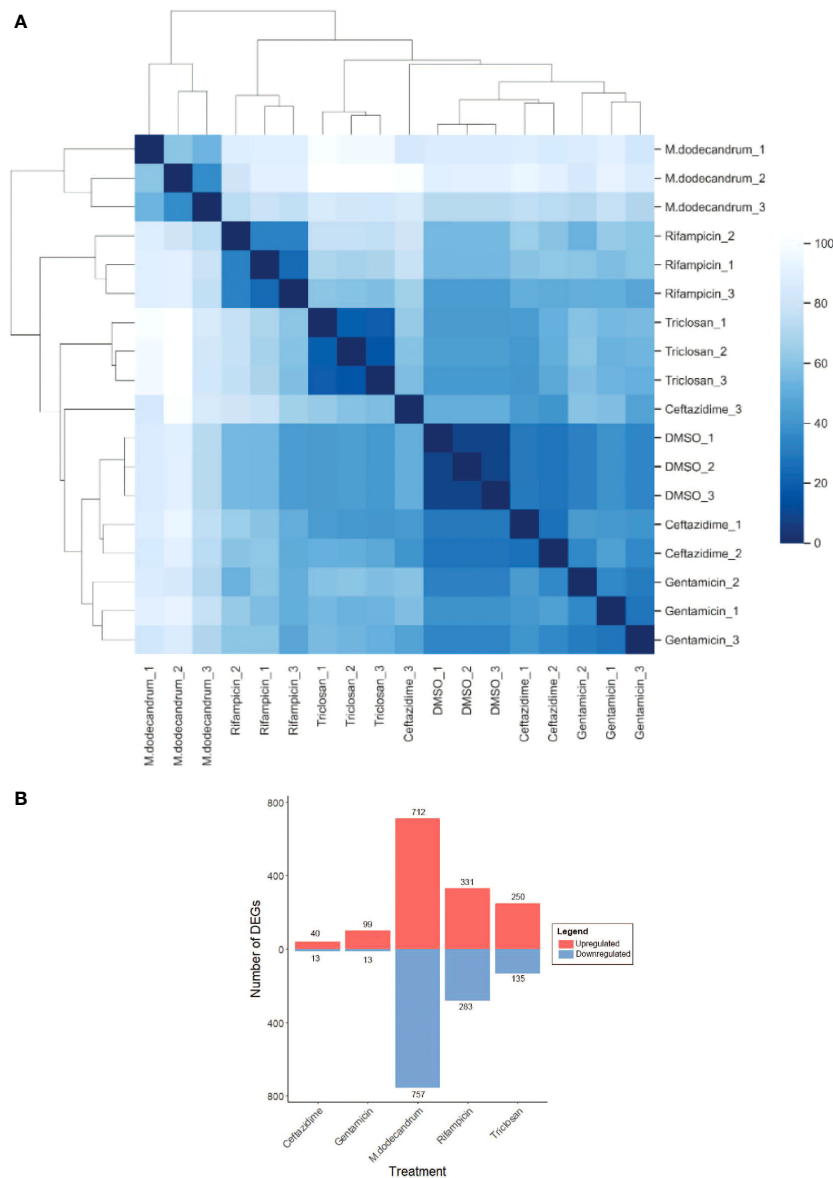 A
M.dodecandrum_1
M.dodecandrum_2
M.dodecandrum_3
Rifampicin_2
Rifampicin_1
Rifampicin_3
Triclosan_1
Triclosan_2
Triclosan_3
Ceftazidime_3
DMSO_1
DMSO_2
DMSO_3
Ceftazidime_1
Ceftazidime_2
Gentamicin_2
Gentamicin_1
Gentamicin_3
100
80
60
40
20
0
M.dodecandrum_1
M.dodecandrum_2
M.dodecandrum_3
Rifampicin_2
Rifampicin_1
Rifampicin_3
Triclosan_1
Triclosan_2
Triclosan_3
Ceftazidime_3
DMSO_1
DMSO_2
DMSO_3
Ceftazidime_1
Ceftazidime_2
Gentamicin_2
Gentamicin_1
Gentamicin_3
B
Number of DEGs
800
400
0
400
800
40
13
99
13
712
757
331
283
250
135
Legend
Upregulated
Downregulated
Ceftazidime
Gentamicin
M.dodecandrum
Rifampicin
Triclosan
Treatment